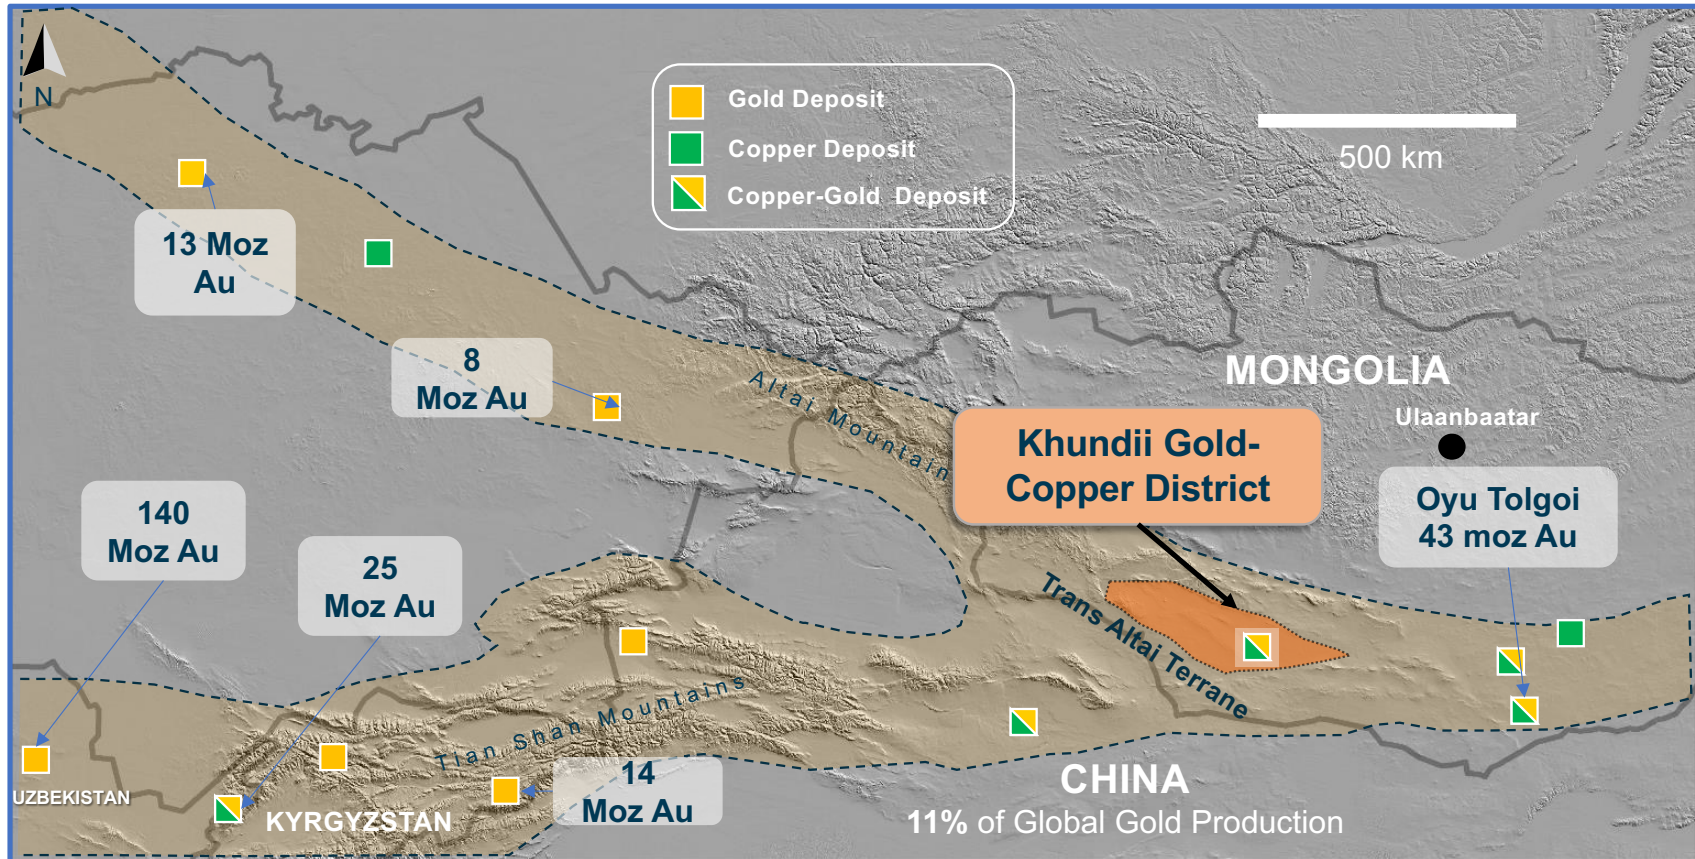 N
Gold Deposit
Copper Deposit
Copper-Gold Deposit
500 km
13 Moz
Au
8
Moz Au
Altai Mountain
MONGOLIA
Ulaanbaatar
Khundii Gold-
Copper District
Oyu Tolgoi
43 moz Au
140
Moz Au
25
Moz Au
Trans Altai Terrane
Tian Shan Mountains
14
Moz Au
UZBEKISTAN
KYRGYZSTAN
CHINA
11% of Global Gold Production